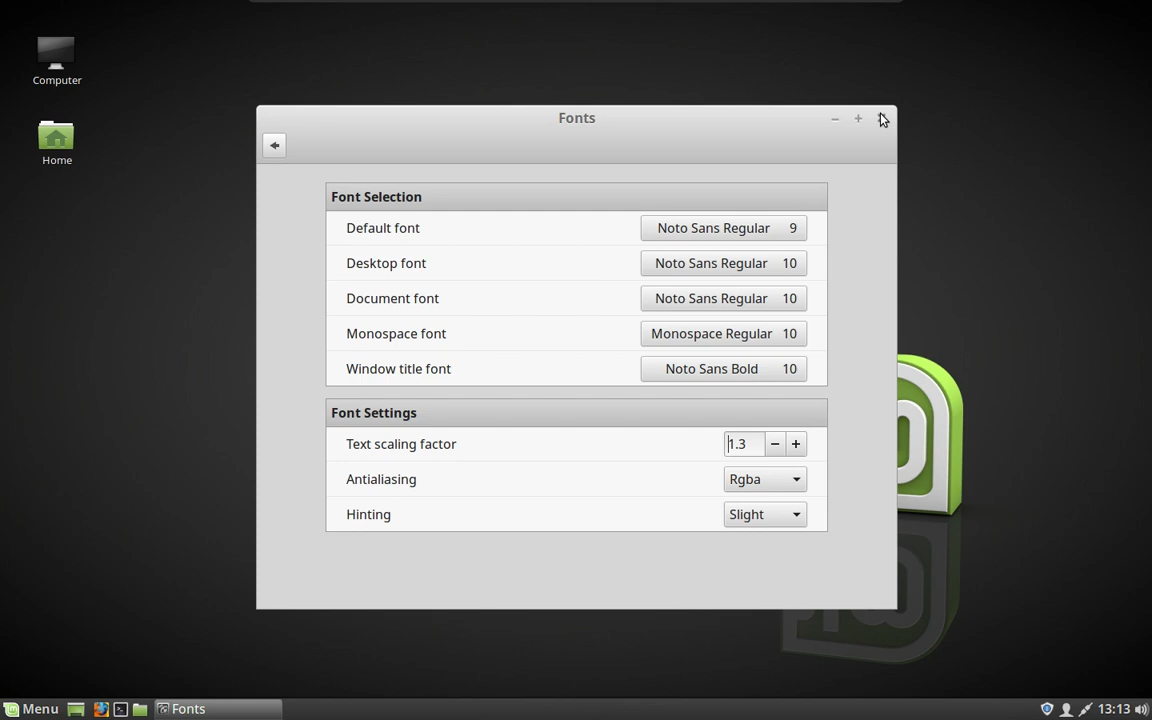 Computer
Home
Fonts
Font Selection
Default font Noto Sans Regular 9
Desktop font Noto Sans Regular 10
Document font Noto Sans Regular 10
Monospace font Monospace Regular 10
Window title font Noto Sans Bold 10
Font Settings
Text scaling factor 1.3
Antialiasing Rgba
Hinting Slight
Menu Fonts 13:13